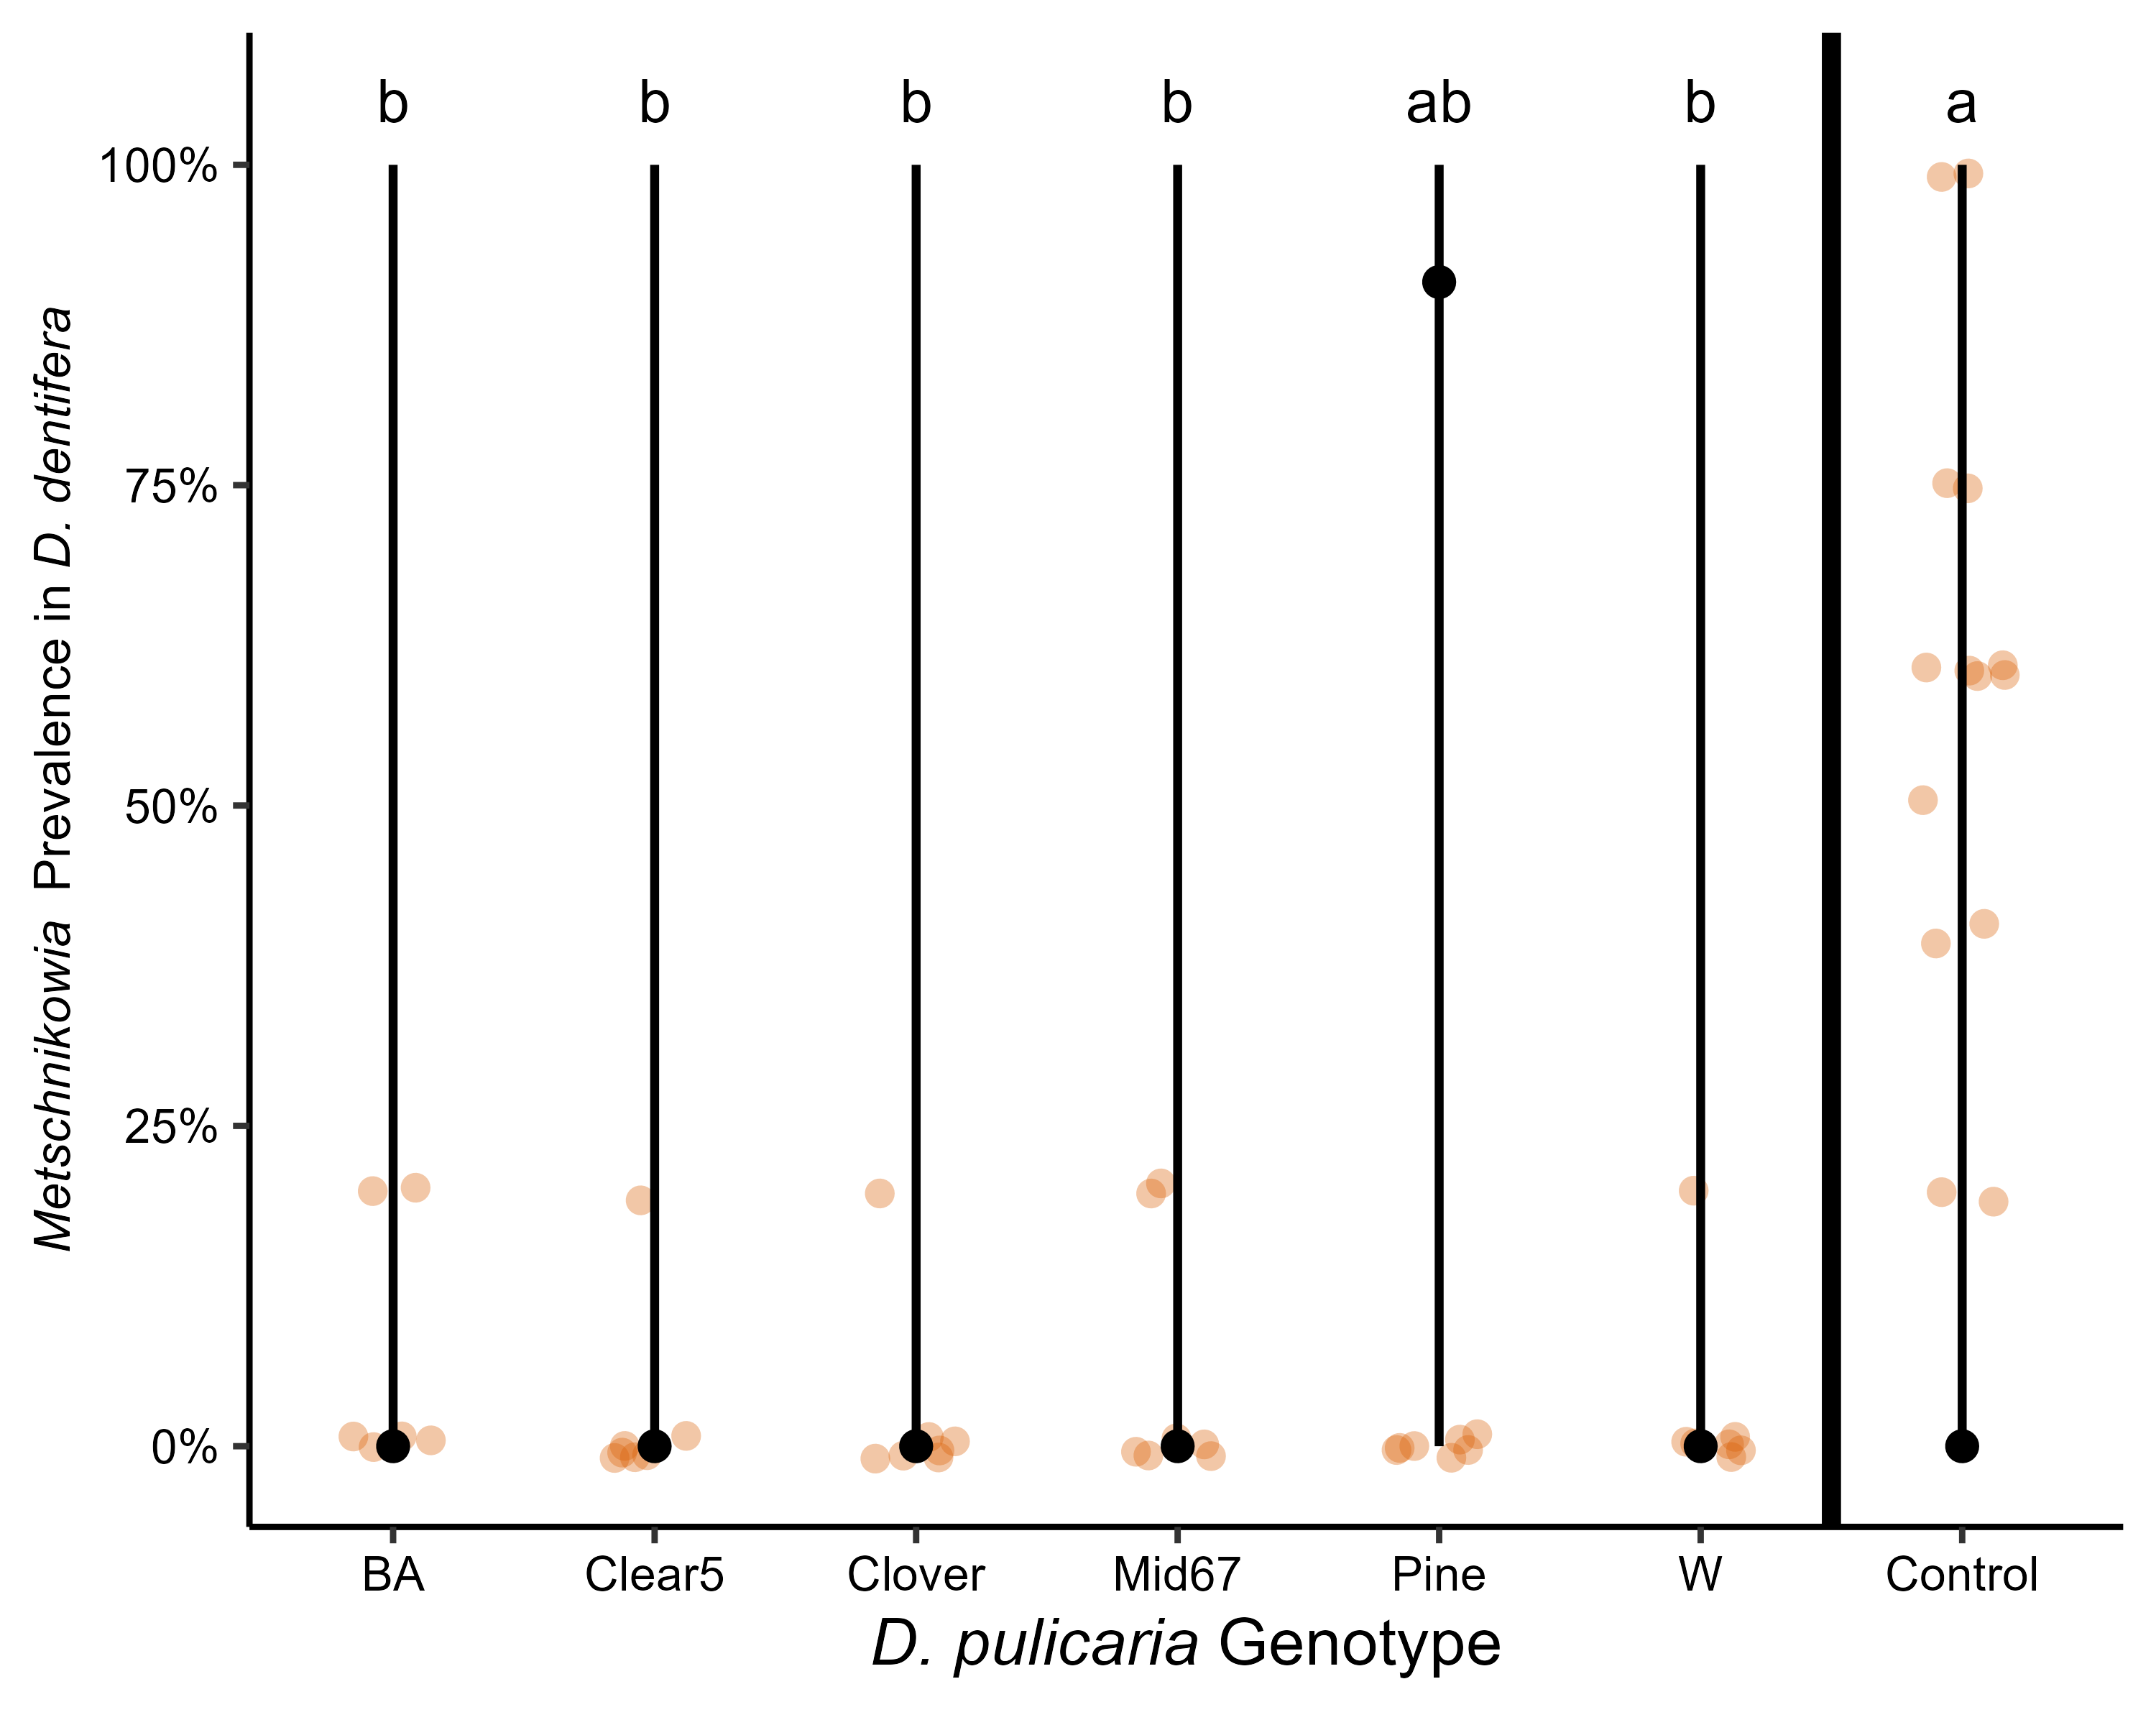 b b b b ab b a
100%
75%
50%
25%
0%
Metschnikowia Prevalence in D. dentifera
BA Clear5 Clover Mid67 Pine W Control
D. pulicaria Genotype